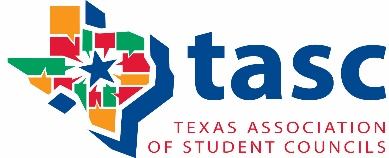 tasc
TEXAS ASSOCIATION
OF STUDENT COUNCILS